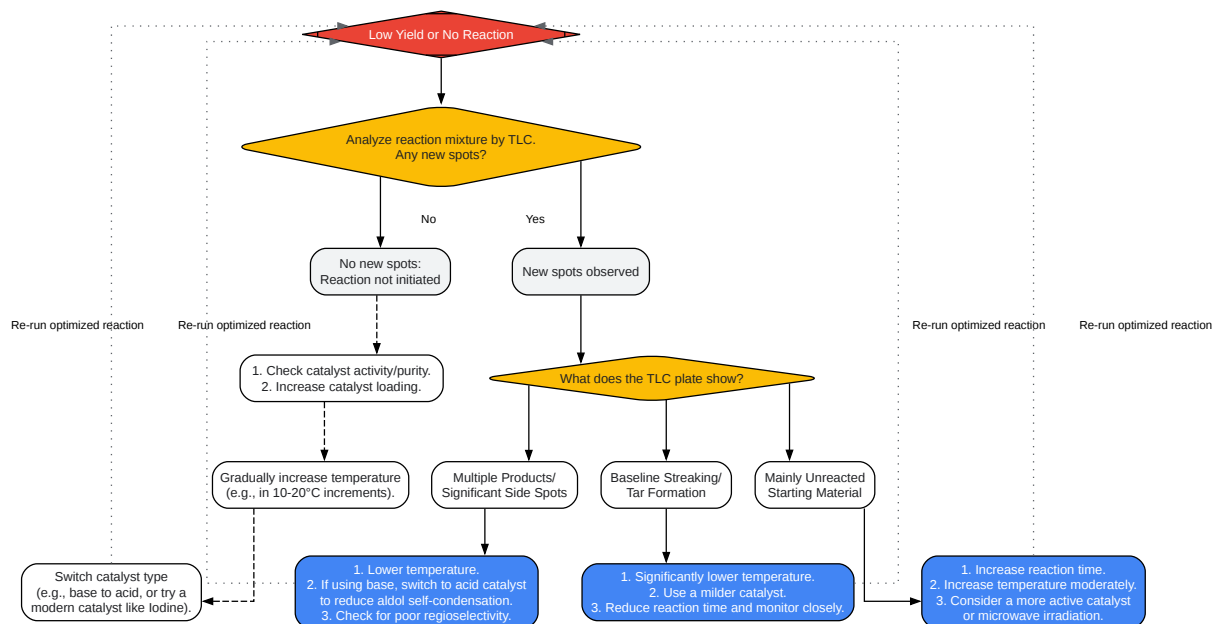 Low Yield or No Reaction
Analyze reaction mixture by TLC.
Any new spots?
No
Yes
No new spots:
Reaction not initiated
New spots observed
Re-run optimized reaction
Re-run optimized reaction
Re-run optimized reaction
Re-run optimized reaction
1. Check catalyst activity/purity.
2. Increase catalyst loading.
What does the TLC plate show?
Gradually increase temperature
(e.g., in 10-20°C increments).
Multiple Products/
Significant Side Spots
Baseline Streaking/
Tar Formation
Mainly Unreacted
Starting Material
Switch catalyst type
(e.g., base to acid, or try a
modern catalyst like Iodine).
1. Lower temperature.
2. If using base, switch to acid catalyst
to reduce aldol self-condensation.
3. Check for poor regioselectivity.
1. Significantly lower temperature.
2. Use a milder catalyst.
3. Reduce reaction time and monitor closely.
1. Increase reaction time.
2. Increase temperature moderately.
3. Consider a more active catalyst
or microwave irradiation.